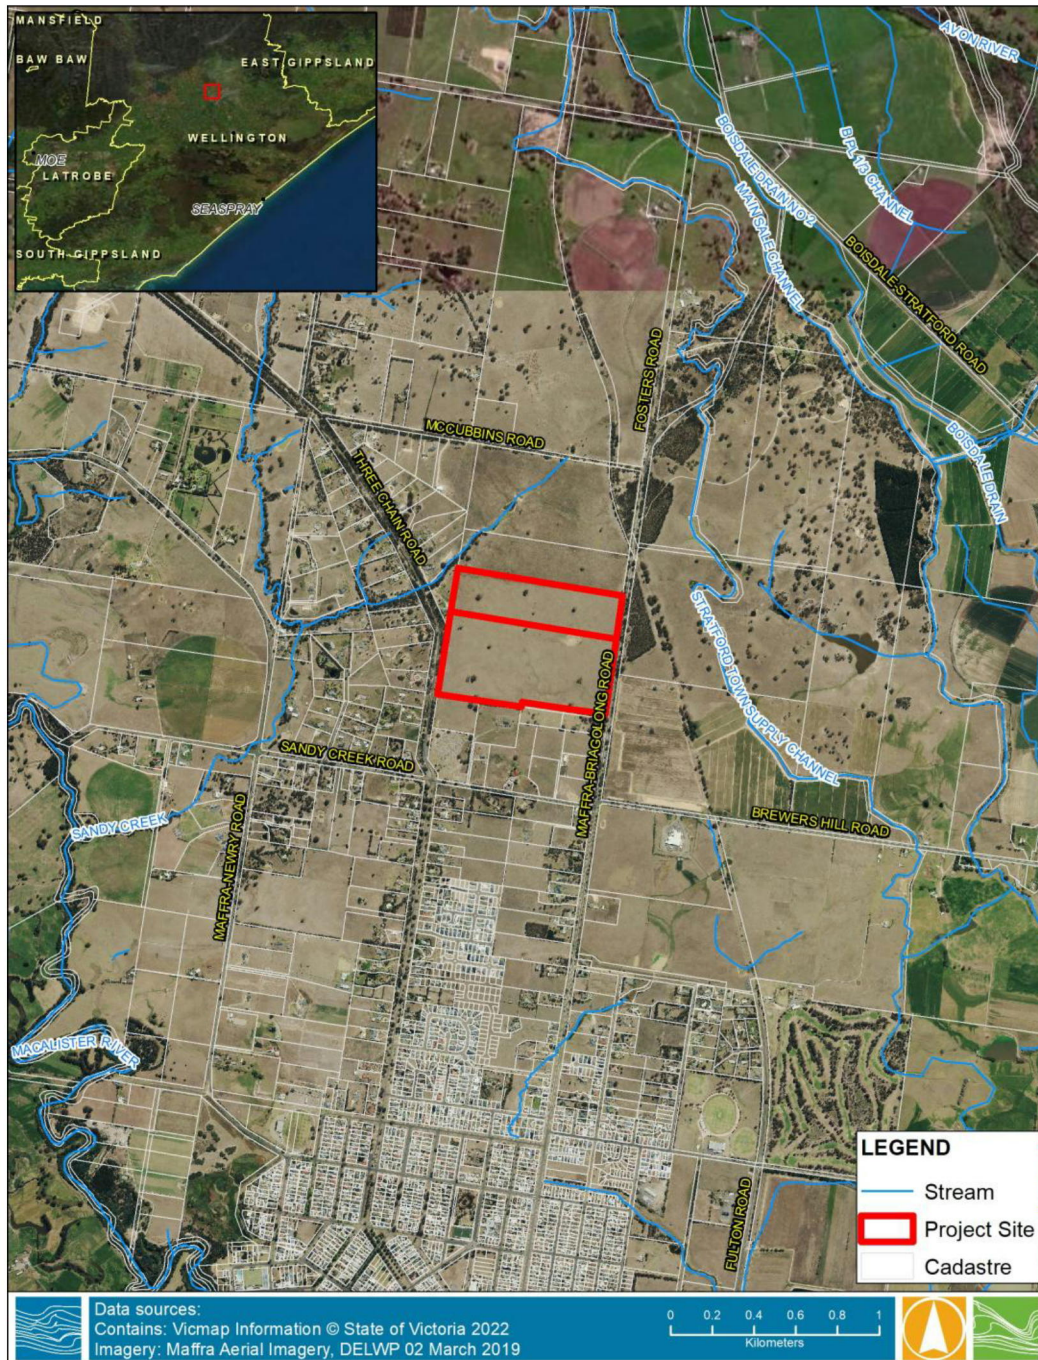 MANSFIELD
BAW BAW
EAST GIPPSLAND
WELLINGTON
MOE
LATROBE
SEASPRAY
SOUTH GIPPSLAND
AVON RIVER
BOISDALE DRAIN NO 2
BFL 1/3 CHANNEL
MAIN SALE CHANNEL
BOISDALE-STRATFORD ROAD
FOSTERS ROAD
MCCUBBINS ROAD
BOISDALE DRAIN
THREE CHAIN ROAD
STRATFORD TOWN SUPPLY CHANNEL
MAFFRA-BRIAGOLONG ROAD
SANDY CREEK ROAD
SANDY CREEK
MAFFRA-NEWRY ROAD
BREWERS HILL ROAD
MACALISTER RIVER
FULTON ROAD
LEGEND
Stream
Project Site
Cadastre
Data sources:
Contains: Vicmap Information © State of Victoria 2022
Imagery: Maffra Aerial Imagery, DELWP 02 March 2019
0 0.2 0.4 0.6 0.8 1
Kilometers